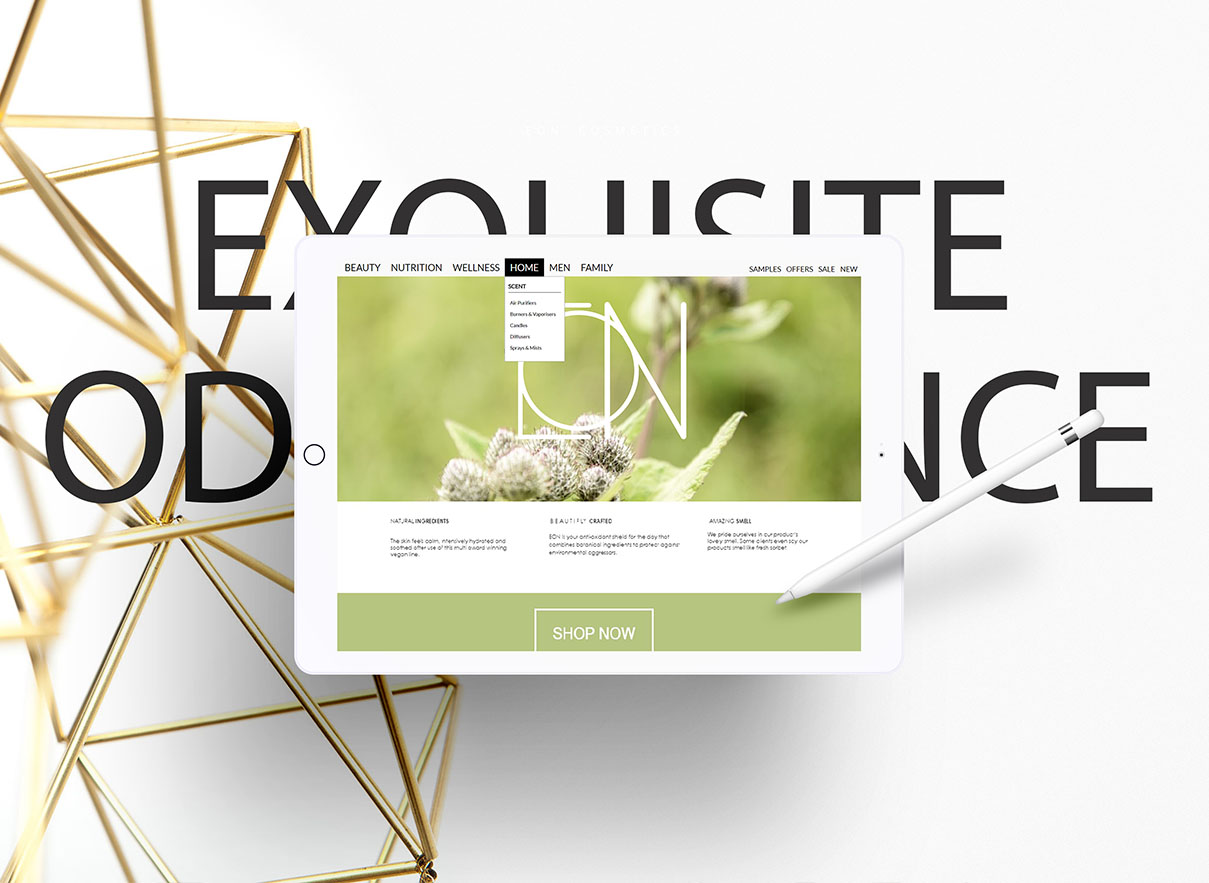 EON COSMETICS
EXQUISITE
BEAUTY NUTRITION WELLNESS HOME MEN FAMILY SAMPLES OFFERS SALE NEW
SCENT
Air Purifiers
Burners & Vaporisers
Candles
Diffusers
Sprays & Mists
EON
NATURAL INGREDIENTS
The skin feels calm, intensively hydrated and
soothed after use of this multi award winning
vegan line.
BEAUTIFLY CRAFTED
EON is your antioxidant shield for the day that
combines botanical ingredients to protect against
environmental aggressors.
AMAZING SMELL
We pride ourselves in our product's
lovely smell. Some clients even say our
products smell like fresh sorbet.
SHOP NOW